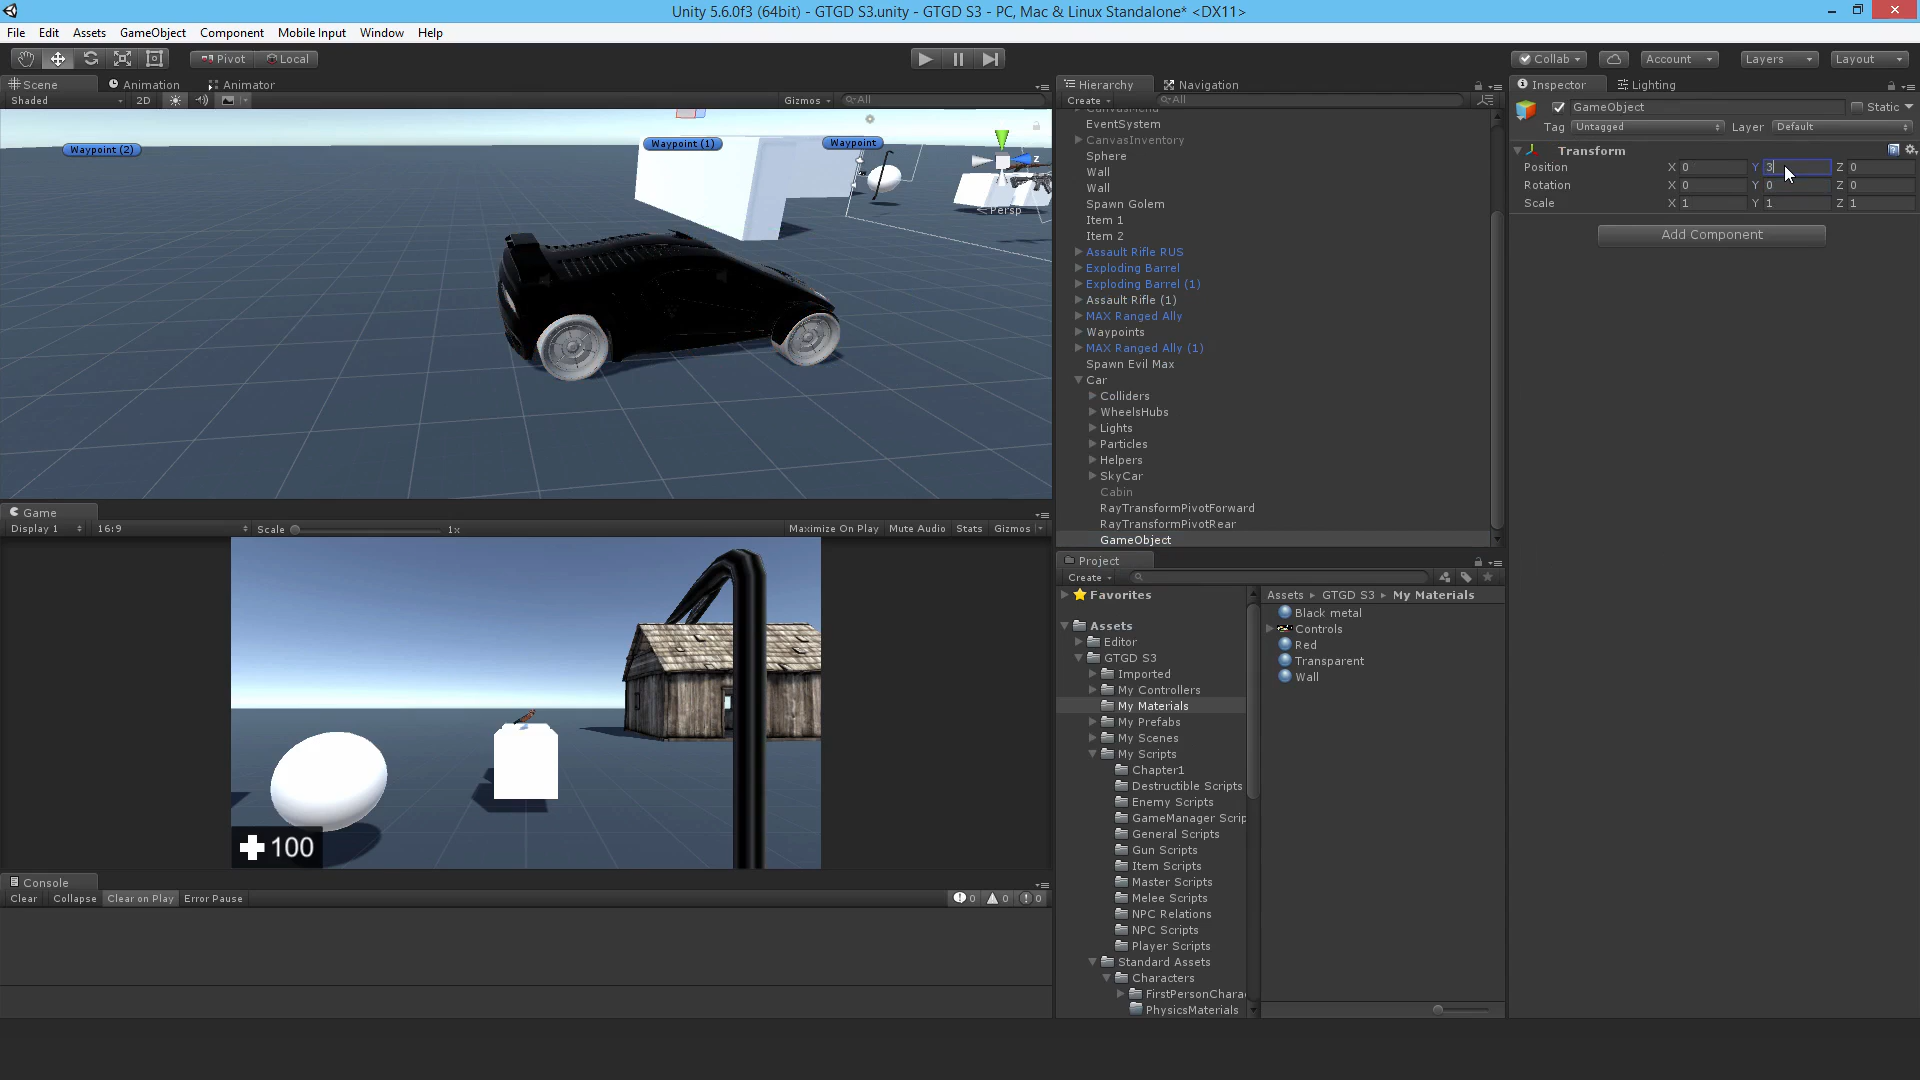 Unity 5.6.0f3 (64bit) - GTGD S3.unity - GTGD S3 - PC, Mac & Linux Standalone* <DX11>
File Edit Assets GameObject Component Mobile Input Window Help
Pivot Local Collab Account Layers Layout
Scene Animation Animator
Shaded 2D Gizmos All
Waypoint (2)
Waypoint (1)
Waypoint
z
Persp
Game
Display 1 16:9 Scale 1x Maximize On Play Mute Audio Stats Gizmos
100
Console
Clear Collapse Clear on Play Error Pause 0 0 0
Hierarchy Navigation
Create All
CanvasMenu
EventSystem
CanvasInventory
Sphere
Wall
Wall
Spawn Golem
Item 1
Item 2
Assault Rifle RUS
Exploding Barrel
Exploding Barrel (1)
Assault Rifle (1)
MAX Ranged Ally
Waypoints
MAX Ranged Ally (1)
Spawn Evil Max
Car
Colliders
WheelsHubs
Lights
Particles
Helpers
SkyCar
Cabin
RayTransformPivotForward
RayTransformPivotRear
GameObject
Project
Create
Favorites
Assets
Editor
GTGD S3
Imported
My Controllers
My Materials
My Prefabs
My Scenes
My Scripts
Chapter1
Destructible Scripts
Enemy Scripts
GameManager Scrip
General Scripts
Gun Scripts
Item Scripts
Master Scripts
Melee Scripts
NPC Relations
NPC Scripts
Player Scripts
Standard Assets
Characters
FirstPersonChara
PhysicsMaterials
Assets GTGD S3 My Materials
Black metal
Controls
Red
Transparent
Wall
Inspector Lighting
GameObject Static
Tag Untagged Layer Default
Transform
Position X 0 Y 3 Z 0
Rotation X 0 Y 0 Z 0
Scale X 1 Y 1 Z 1
Add Component